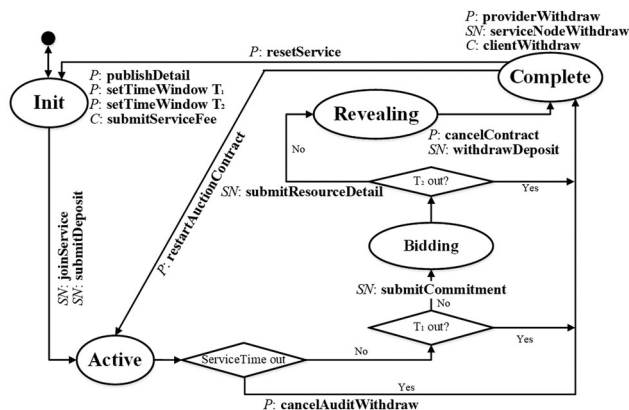 P: providerWithdraw
SN: serviceNodeWithdraw
C: clientWithdraw
P: resetService
P: publishDetail
P: setTimeWindow T₁
P: setTimeWindow T₂
C: submitServiceFee
Init
Complete
Revealing
P: cancelContract
SN: withdrawDeposit
No
T₂ out?
Yes
SN: submitResourceDetail
P: restartAuctionContract
Bidding
SN: joinService
SN: submitDeposit
SN: submitCommitment
No
T₁ out?
Yes
Active
ServiceTime out
No
Yes
P: cancelAuditWithdraw